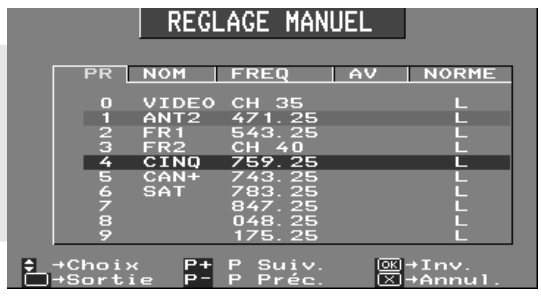 REGLAGE MANUEL
PR NOM FREQ AV NORME
0 VIDEO CH 35 L
1 ANT2 471.25 L
2 FR1 543.25 L
3 FR2 CH 40 L
4 CINQ 759.25 L
5 CAN+ 743.25 L
6 SAT 783.25 L
7 847.25 L
8 048.25 L
9 175.25 L
→Choix P+ P Suiv. OK→Inv.
→Sortie P- P Préc. X→Annul.